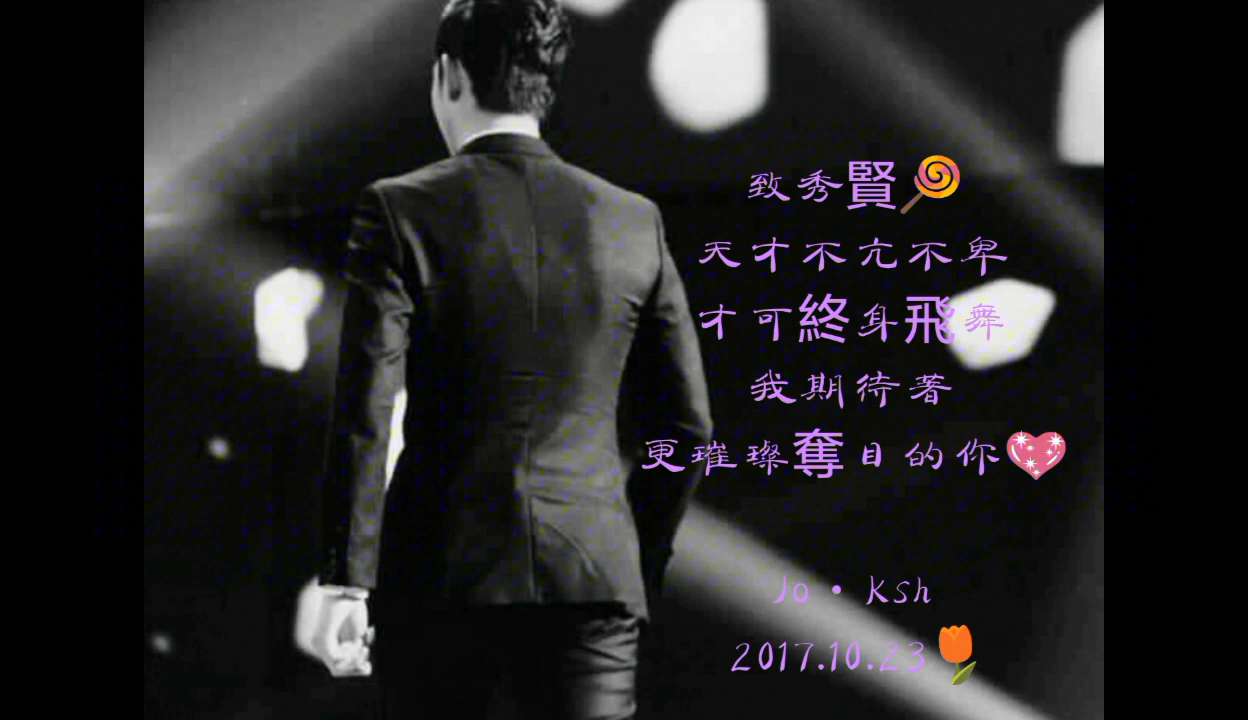 致秀賢🍭
天才不亢不卑
才可終身飛舞
我期待著
更璀璨奪目的你💖
Jo • Ksh
2017.10.23🌷